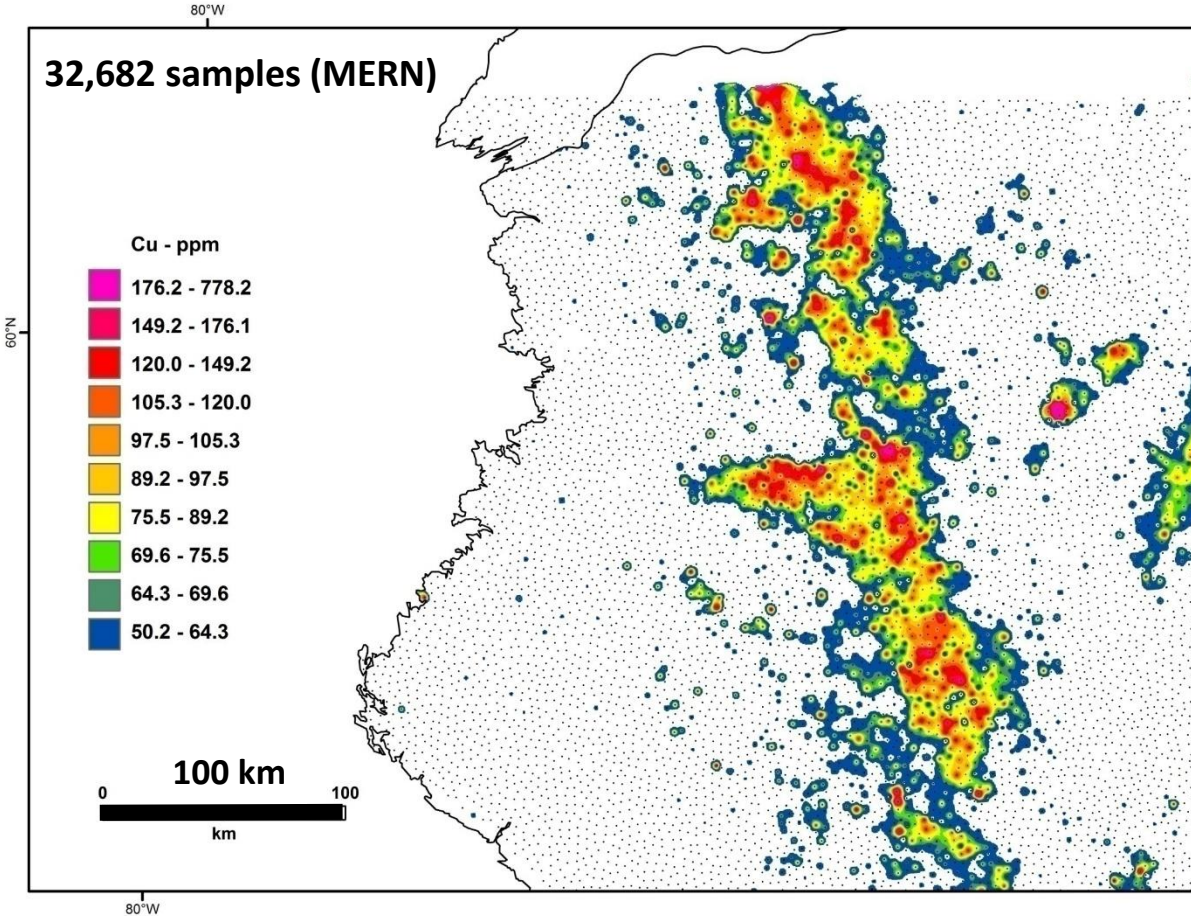 80°W
32,682 samples (MERN)
Cu - ppm
176.2 - 778.2
149.2 - 176.1
120.0 - 149.2
105.3 - 120.0
97.5 - 105.3
89.2 - 97.5
75.5 - 89.2
69.6 - 75.5
64.3 - 69.6
50.2 - 64.3
60°N
100 km
0 100
km
80°W